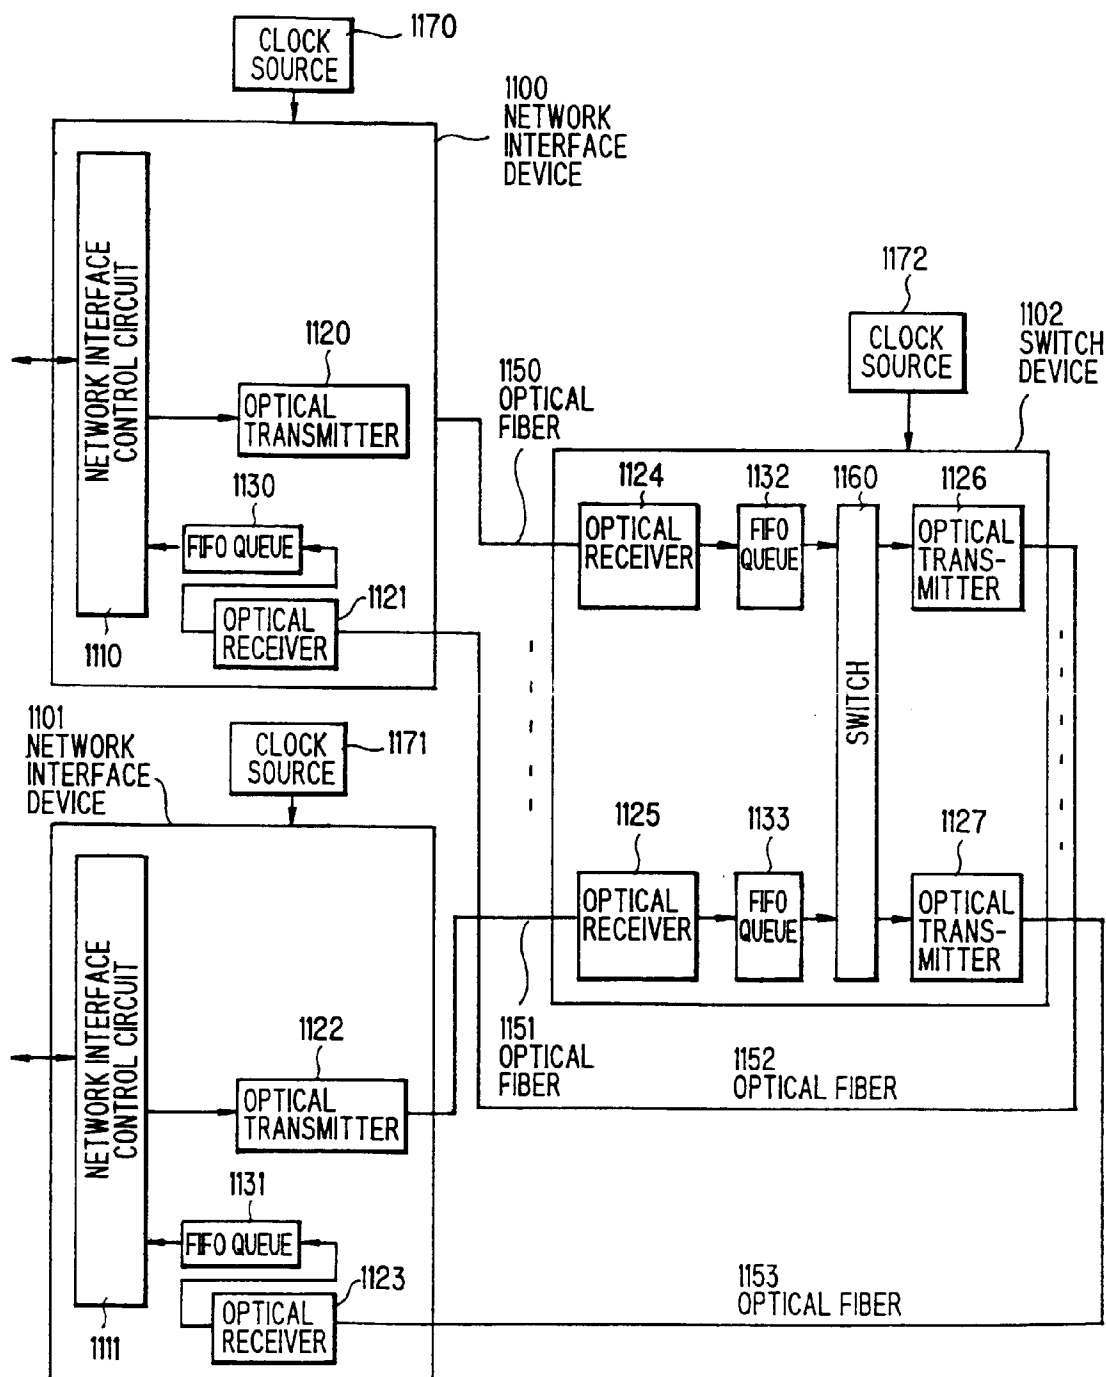 CLOCK
SOURCE
1170
1100
NETWORK
INTERFACE
DEVICE
NETWORK INTERFACE
CONTROL CIRCUIT
1120
OPTICAL
TRANSMITTER
1130
FIFO QUEUE
1121
OPTICAL
RECEIVER
1110
1150
OPTICAL
FIBER
1172
CLOCK
SOURCE
1102
SWITCH
DEVICE
1124
OPTICAL
RECEIVER
1132
FIFO
QUEUE
1160
SWITCH
1126
OPTICAL
TRANS-
MITTER
1125
OPTICAL
RECEIVER
1133
FIFO
QUEUE
1127
OPTICAL
TRANS-
MITTER
1101
NETWORK
INTERFACE
DEVICE
CLOCK
SOURCE
1171
NETWORK INTERFACE
CONTROL CIRCUIT
1122
OPTICAL
TRANSMITTER
1131
FIFO QUEUE
1123
OPTICAL
RECEIVER
1111
1151
OPTICAL
FIBER
1152
OPTICAL FIBER
1153
OPTICAL FIBER